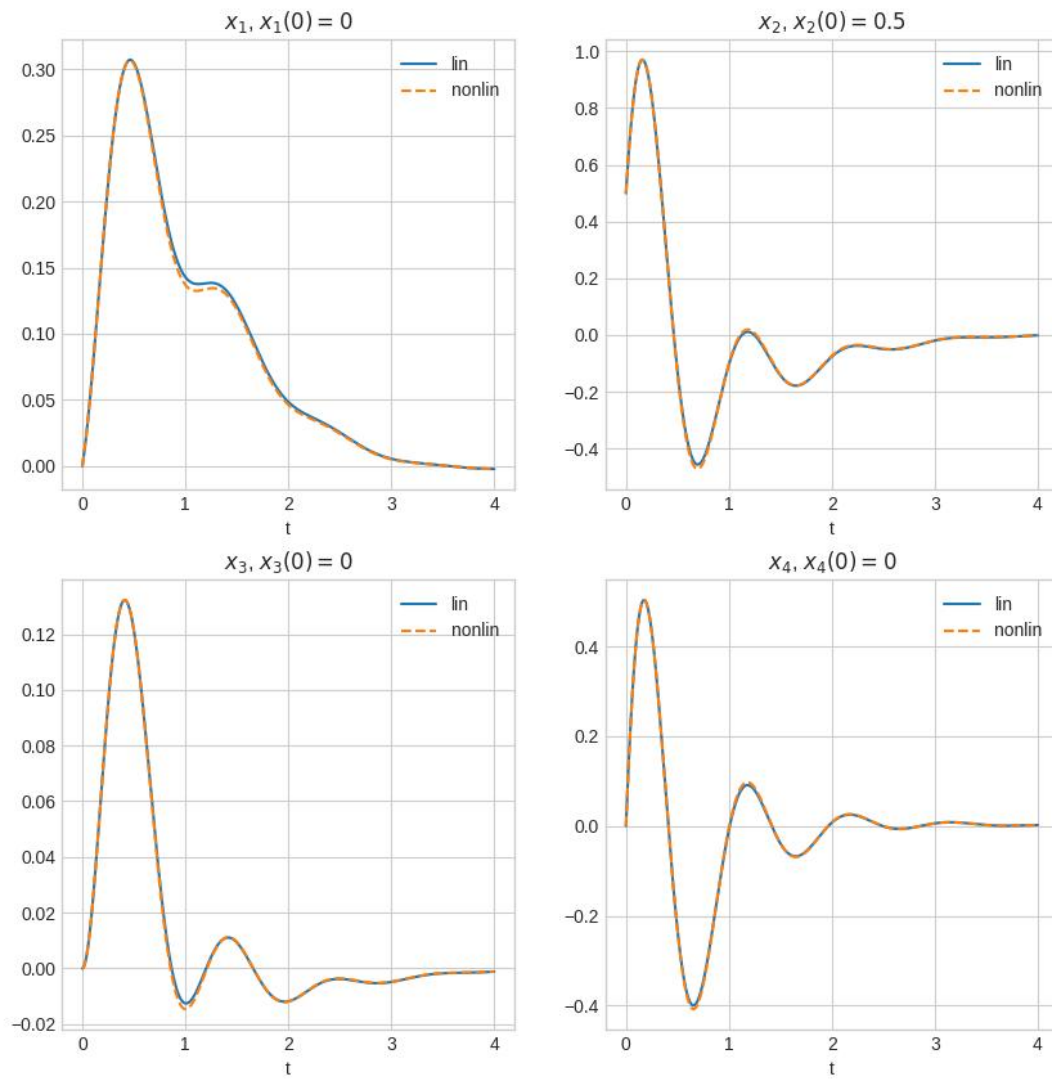 x₁, x₁(0) = 0
lin
nonlin
0.30
0.25
0.20
0.15
0.10
0.05
0.00
0 1 2 3 4
t
x₂, x₂(0) = 0.5
lin
nonlin
1.0
0.8
0.6
0.4
0.2
0.0
−0.2
−0.4
0 1 2 3 4
t
x₃, x₃(0) = 0
lin
nonlin
0.12
0.10
0.08
0.06
0.04
0.02
0.00
−0.02
0 1 2 3 4
t
x₄, x₄(0) = 0
lin
nonlin
0.4
0.2
0.0
−0.2
−0.4
0 1 2 3 4
t